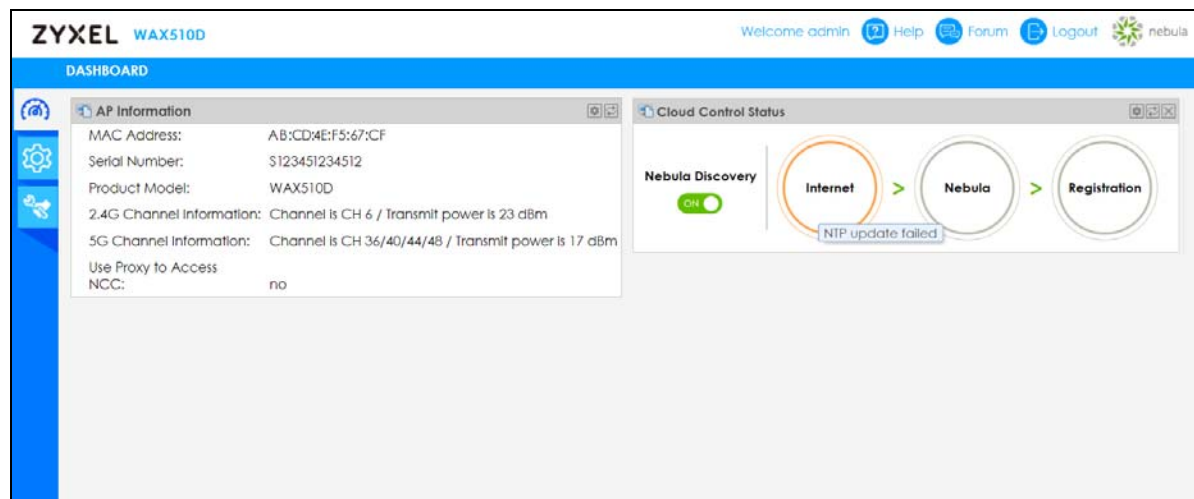 ZYXEL WAX510D
Welcome admin Help Forum Logout nebula
DASHBOARD
AP Information
MAC Address: AB:CD:4E:F5:67:CF
Serial Number: S123451234512
Product Model: WAX510D
2.4G Channel Information: Channel is CH 6 / Transmit power is 23 dBm
5G Channel Information: Channel is CH 36/40/44/48 / Transmit power is 17 dBm
Use Proxy to Access
NCC: no
Cloud Control Status
Nebula Discovery
ON
Internet > Nebula > Registration
NTP update failed